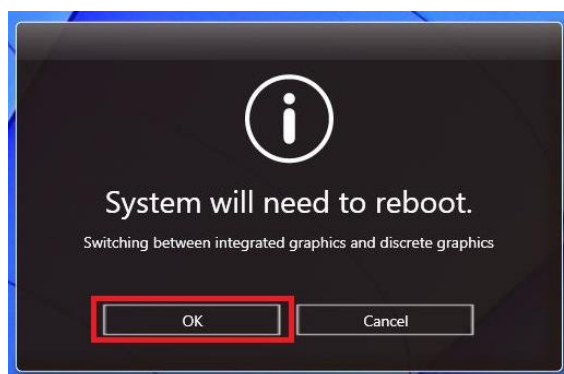 System will need to reboot.
Switching between integrated graphics and discrete graphics
OK
Cancel